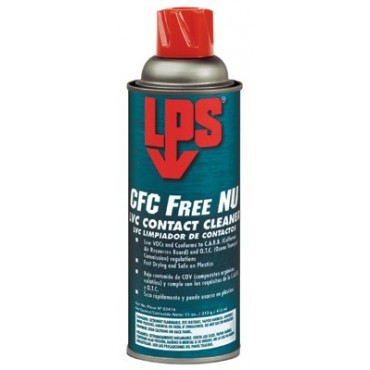 LPS
CFC FREE NU
LVC CONTACT CLEANER
LVC LIMPIADOR DE CONTACTOS
Low VOCs and Conforms to C.A.R.B. (California
Air Resources Board) and O.T.C. (Ozone Transport
Commission) regulations
Fast Drying and Safe on Plastics
Bajo contenido de COV (compuestos orgánicos
volátiles) y cumple con los requisitos de la C.A.R.B.
y O.T.C.
Seca rápidamente y puede usarse en plásticos